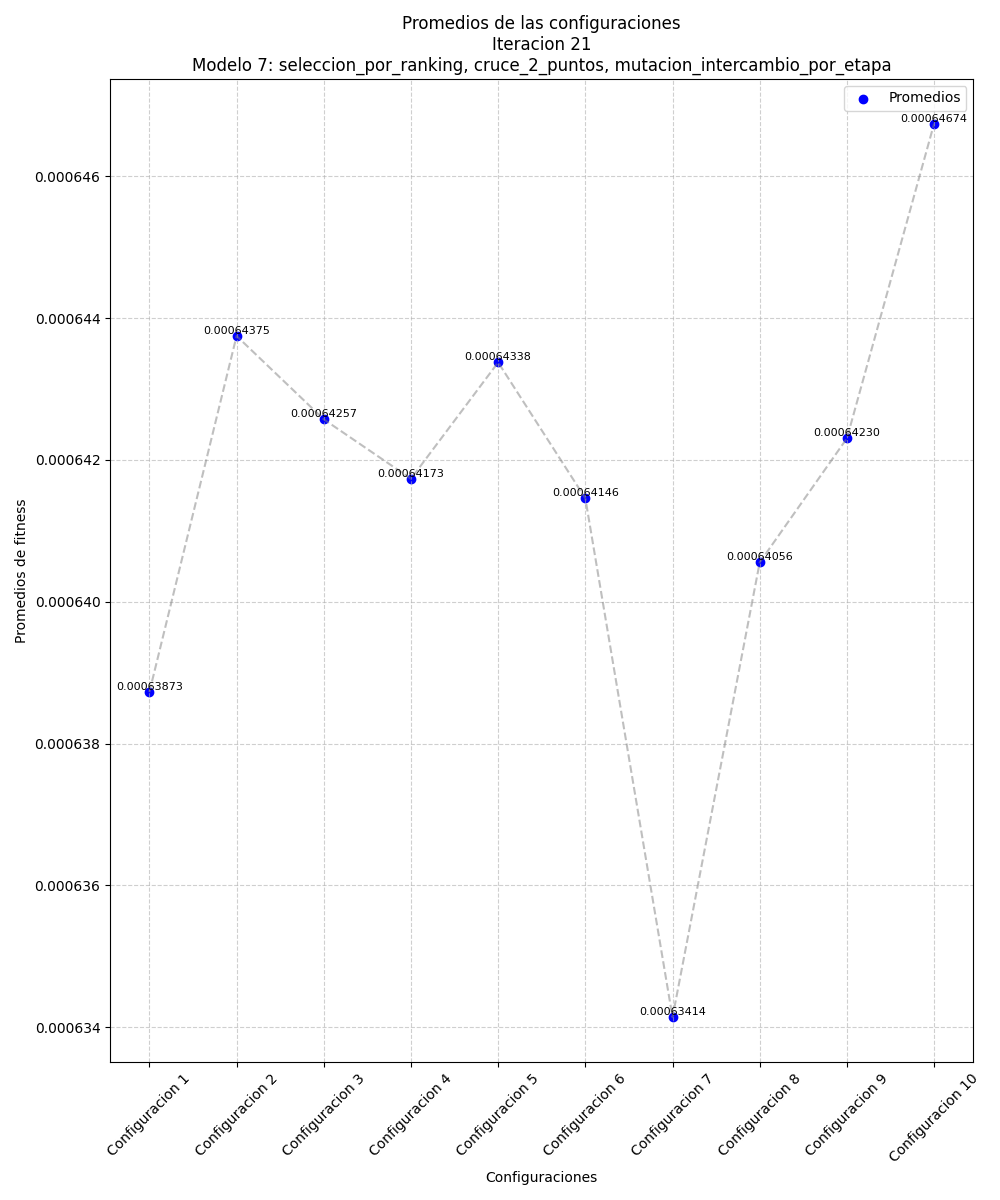 Promedios de las configuraciones
Iteracion 21
Modelo 7: seleccion_por_ranking, cruce_2_puntos, mutacion_intercambio_por_etapa
Promedios
0.00064674
0.000646
0.000644
0.00064375
0.00064338
0.00064257
0.00064230
0.000642
0.00064173
0.00064146
0.00064056
0.000640
0.00063873
0.000638
0.000636
0.00063414
0.000634
Promedios de fitness
Configuracion 1
Configuracion 2
Configuracion 3
Configuracion 4
Configuracion 5
Configuracion 6
Configuracion 7
Configuracion 8
Configuracion 9
Configuracion 10
Configuraciones